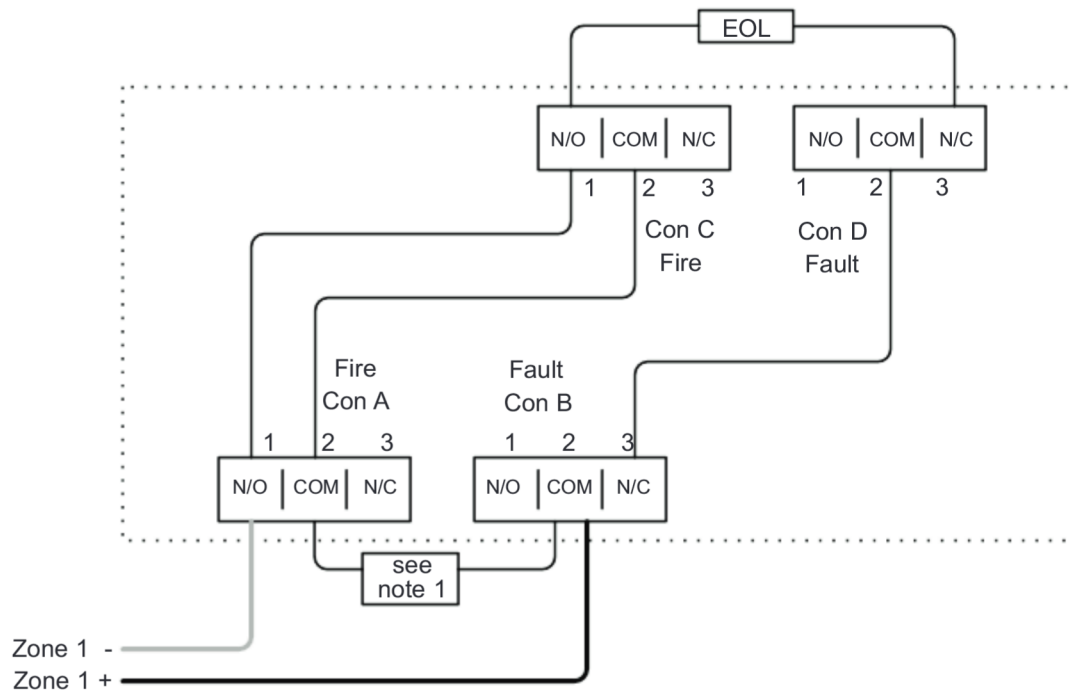 EOL
N/O COM N/C
N/O COM N/C
1 2 3
1 2 3
Con C
Fire
Con D
Fault
Fire
Con A
Fault
Con B
1 2 3
1 2 3
N/O COM N/C
N/O COM N/C
see
note 1
Zone 1 -
Zone 1 +